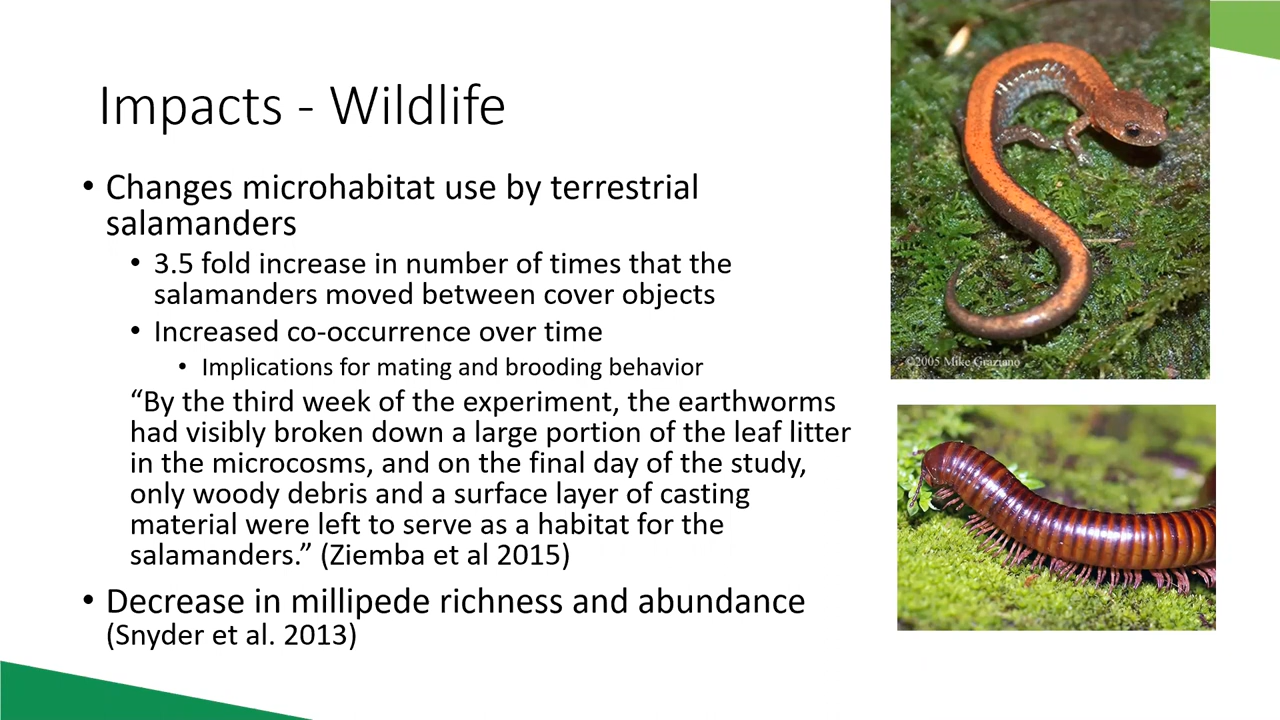 Impacts - Wildlife
• Changes microhabitat use by terrestrial
salamanders
• 3.5 fold increase in number of times that the
salamanders moved between cover objects
• Increased co-occurrence over time
• Implications for mating and brooding behavior
“By the third week of the experiment, the earthworms
had visibly broken down a large portion of the leaf litter
in the microcosms, and on the final day of the study,
only woody debris and a surface layer of casting
material were left to serve as a habitat for the
salamanders.” (Ziemba et al 2015)
• Decrease in millipede richness and abundance
(Snyder et al. 2013)
©2005 Mike Graziano